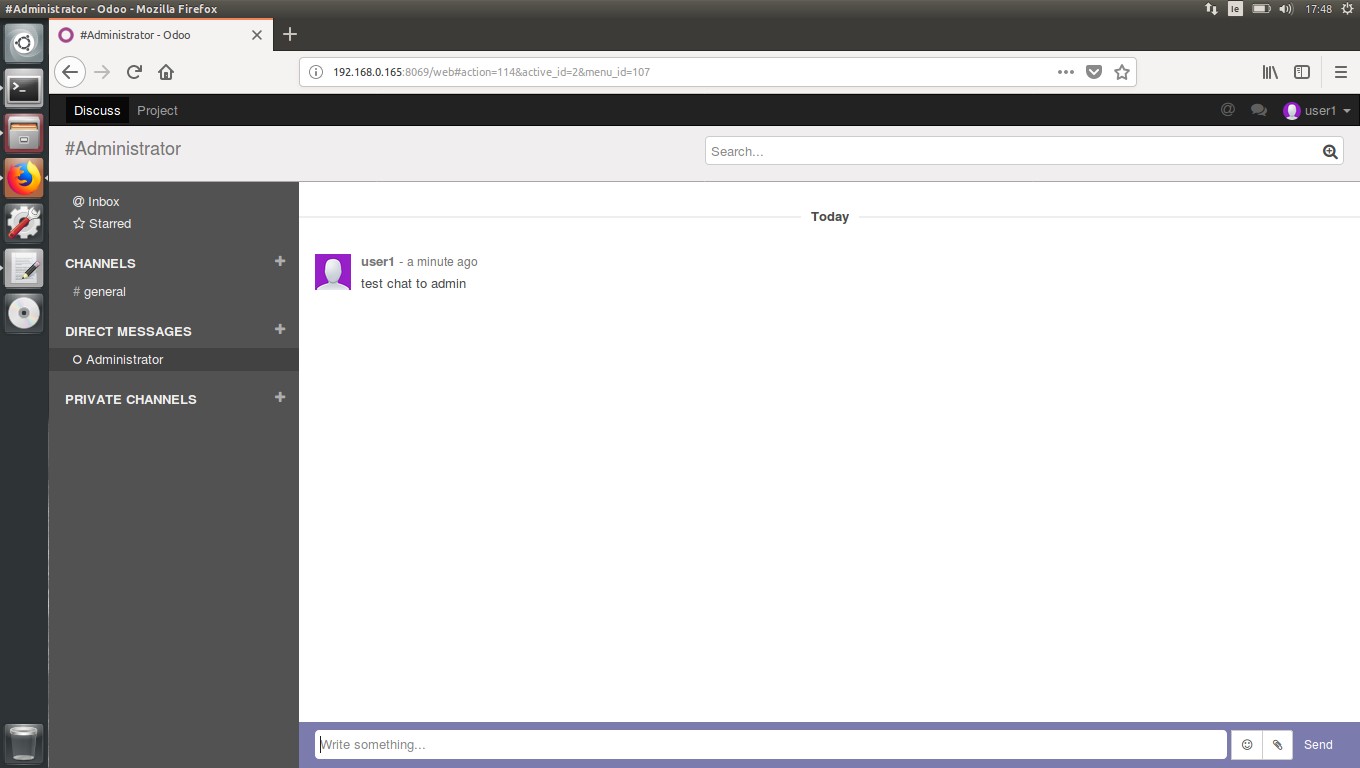 #Administrator - Odoo - Mozilla Firefox
Ie
17:48
#Administrator - Odoo
192.168.0.165:8069/web#action=114&active_id=2&menu_id=107
Discuss Project
@
user1
#Administrator
Search...
@ Inbox
Starred
CHANNELS
# general
DIRECT MESSAGES
Administrator
PRIVATE CHANNELS
Today
user1 - a minute ago
test chat to admin
Write something...
Send